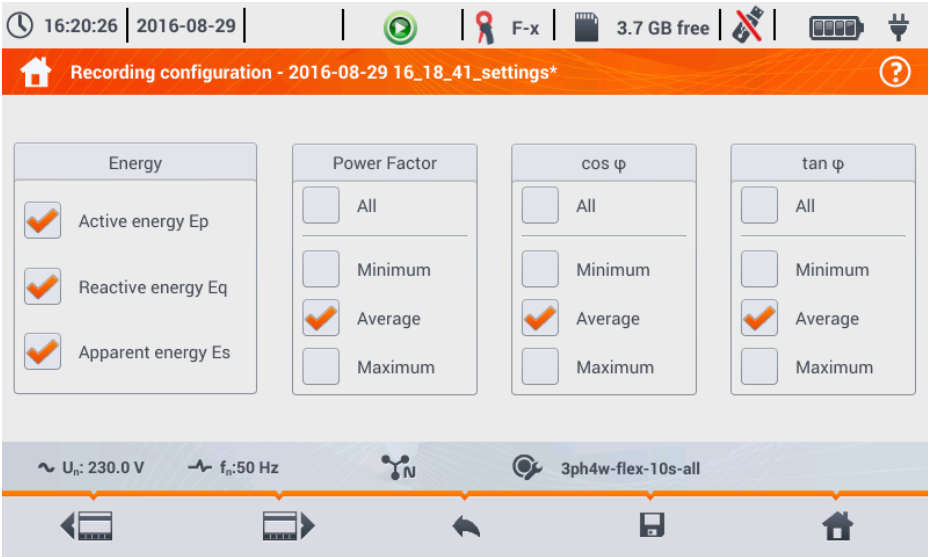 16:20:26 2016-08-29 F-x 3.7 GB free
Recording configuration - 2016-08-29 16_18_41_settings* ?
Energy
Active energy Ep
Reactive energy Eq
Apparent energy Es
Power Factor
All
Minimum
Average
Maximum
cos φ
All
Minimum
Average
Maximum
tan φ
All
Minimum
Average
Maximum
Uₙ: 230.0 V fₙ:50 Hz N 3ph4w-flex-10s-all